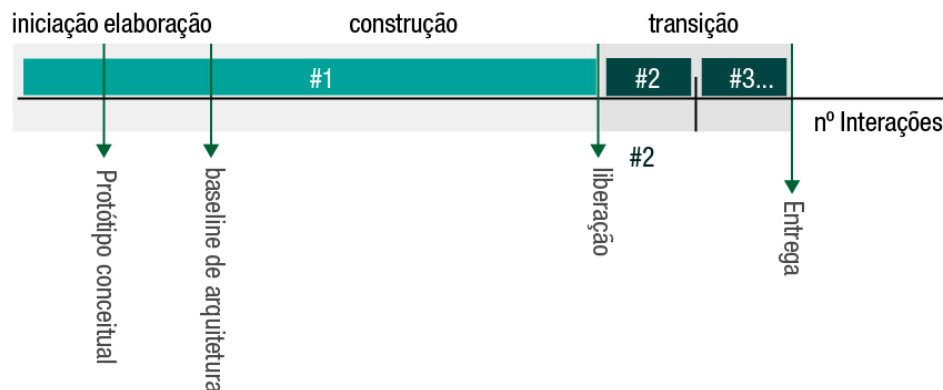 iniciação elaboração construção transição
#1 #2 #3...
nº Interações
#2
Protótipo conceitual
baseline de arquitetura
liberação
Entrega